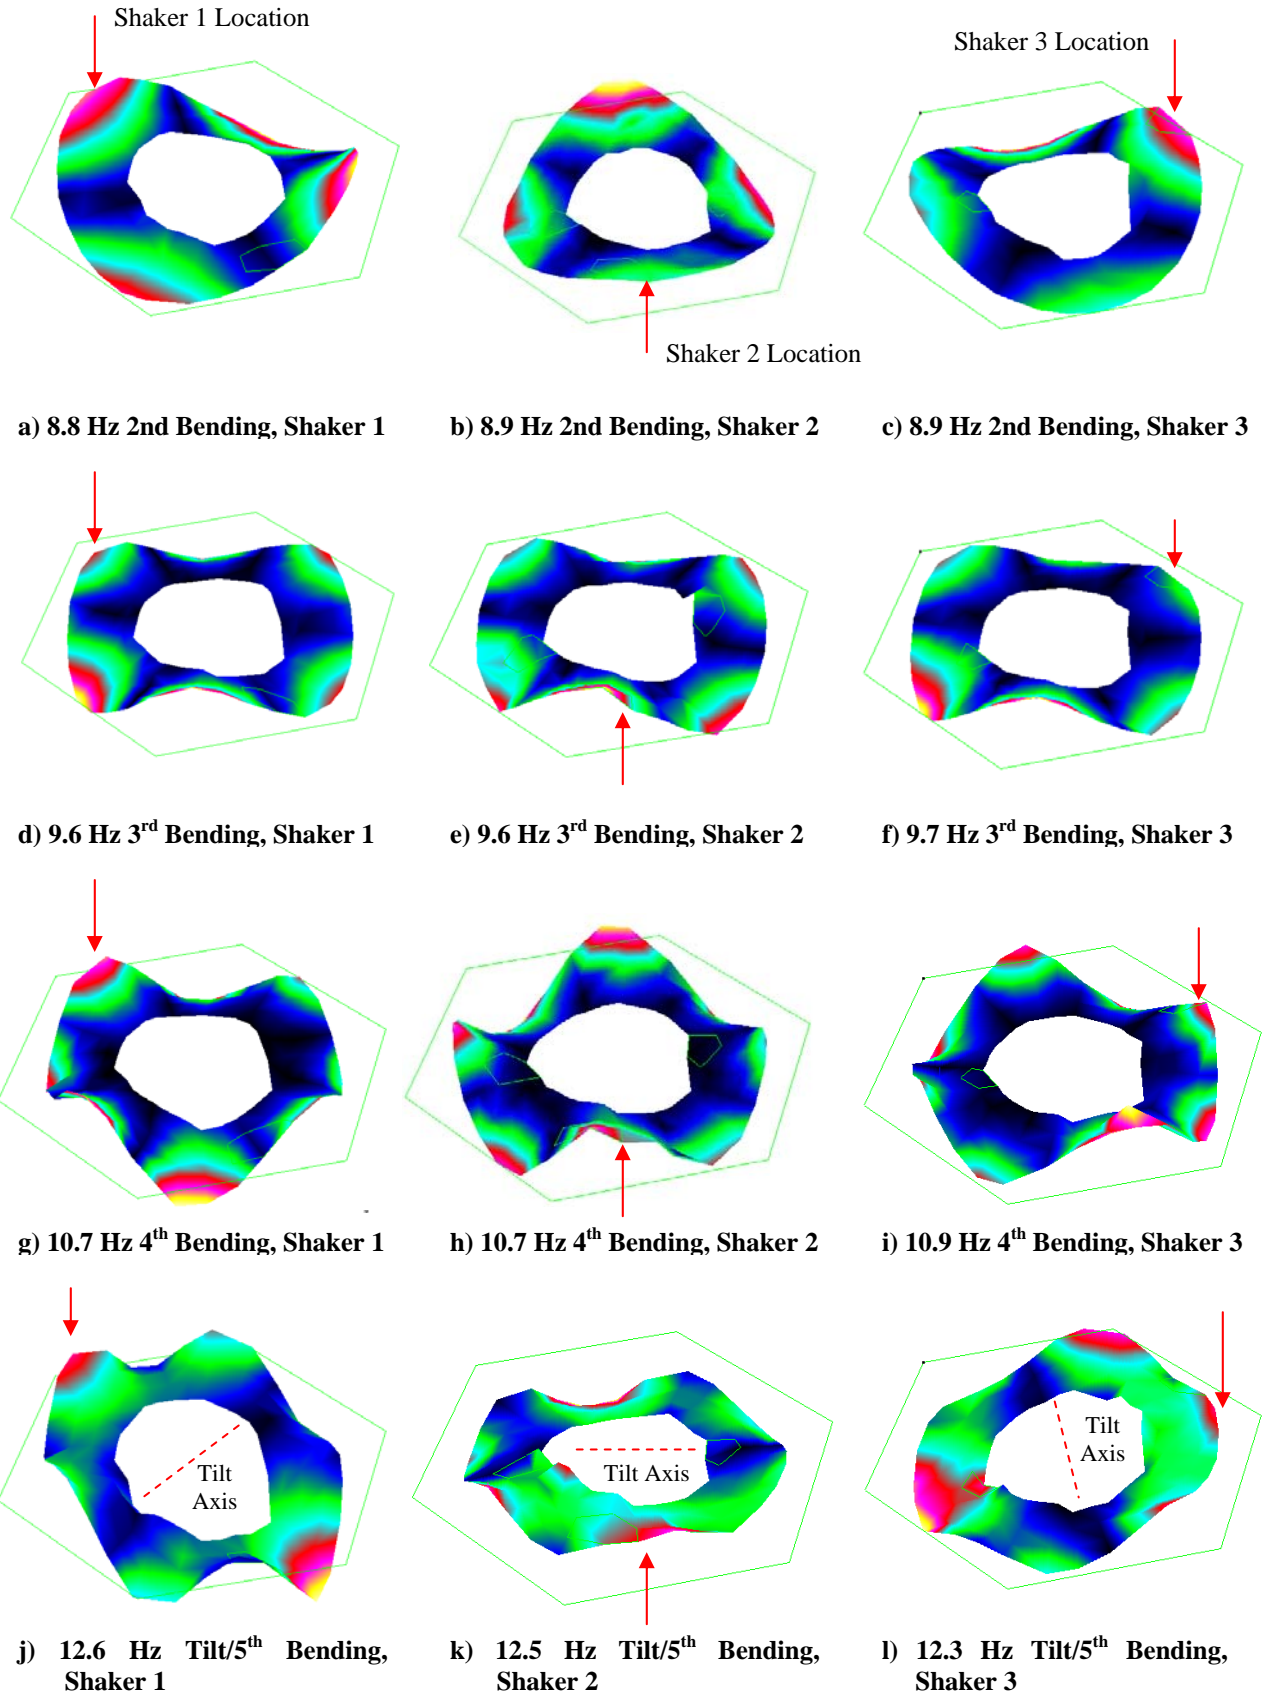 Shaker 1 Location
Shaker 3 Location
Shaker 2 Location
a) 8.8 Hz 2nd Bending, Shaker 1
b) 8.9 Hz 2nd Bending, Shaker 2
c) 8.9 Hz 2nd Bending, Shaker 3
d) 9.6 Hz 3rd Bending, Shaker 1
e) 9.6 Hz 3rd Bending, Shaker 2
f) 9.7 Hz 3rd Bending, Shaker 3
g) 10.7 Hz 4th Bending, Shaker 1
h) 10.7 Hz 4th Bending, Shaker 2
i) 10.9 Hz 4th Bending, Shaker 3
Tilt
Axis
Tilt Axis
Tilt
Axis
j) 12.6 Hz Tilt/5th Bending,
Shaker 1
k) 12.5 Hz Tilt/5th Bending,
Shaker 2
l) 12.3 Hz Tilt/5th Bending,
Shaker 3